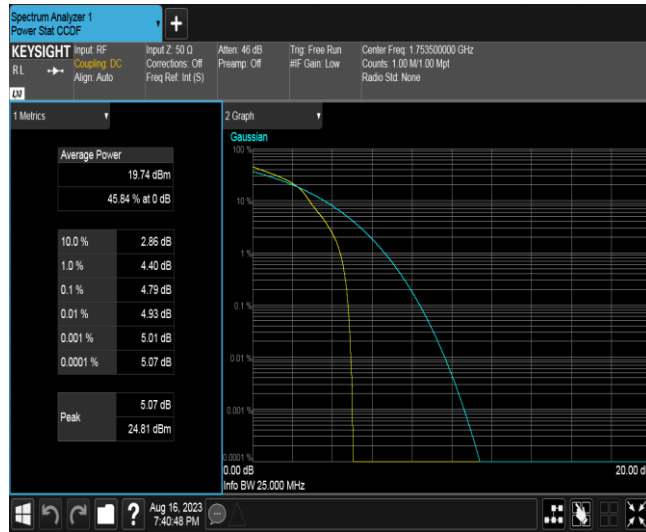 Spectrum Analyzer 1
Power Stat CCDF
KEYSIGHT
Input: RF
Coupling: DC
Align: Auto
Input Z: 50 Ω
Corrections: Off
Freq Ref: Int (S)
Atten: 46 dB
Preamp: Off
Trig: Free Run
#IF Gain: Low
Center Freq: 1.753500000 GHz
Counts: 1.00 M/1.00 Mpt
Radio Std: None
R L
LXI
1 Metrics
Average Power
19.74 dBm
45.84 % at 0 dB
10.0 % 2.86 dB
1.0 % 4.40 dB
0.1 % 4.79 dB
0.01 % 4.93 dB
0.001 % 5.01 dB
0.0001 % 5.07 dB
Peak
5.07 dB
24.81 dBm
2 Graph
Gaussian
100 %
10 %
1 %
0.1 %
0.01 %
0.001 %
0.0001 %
0.00 dB
20.00 d
Info BW 25.000 MHz
?
Aug 16, 2023
7:40:48 PM